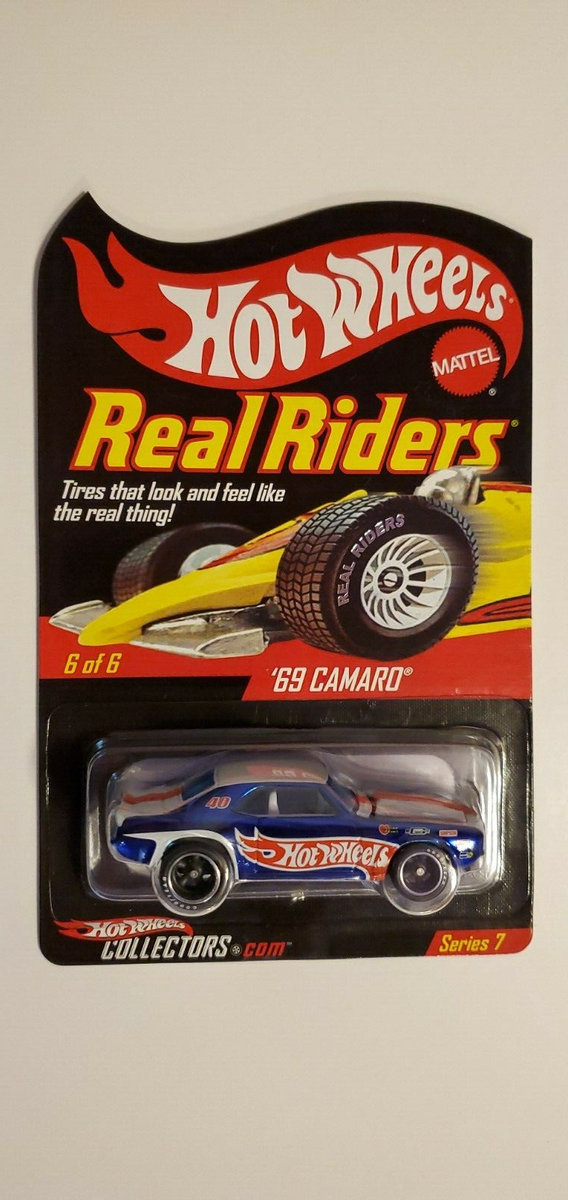 HOT WHEELS®
MATTEL®
Real Riders®
Tires that look and feel like
the real thing!
REAL RIDERS
6 of 6
'69 CAMARO®
40
HOT WHEELS
Hot Wheels
COLLECTORS.com™
Series 7